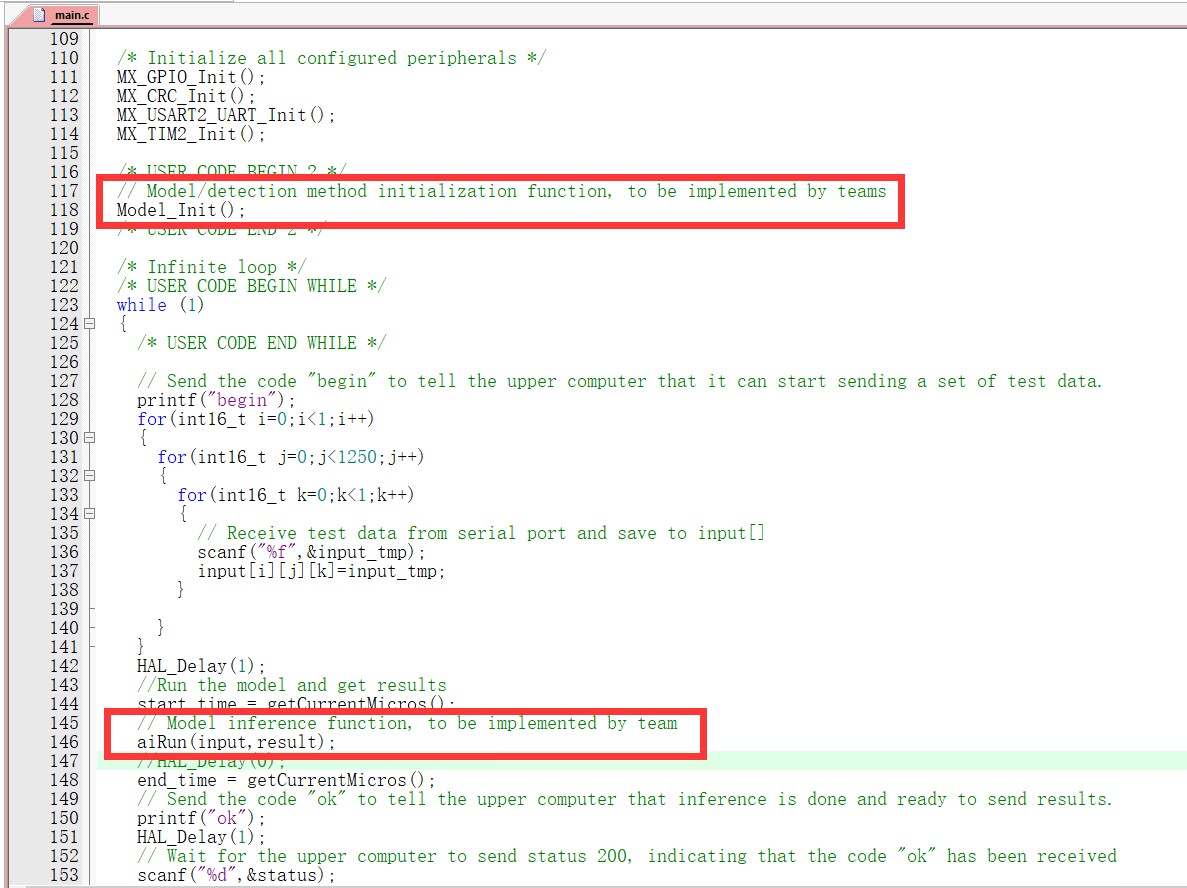 main.c
109
110 /* Initialize all configured peripherals */
111 MX_GPIO_Init();
112 MX_CRC_Init();
113 MX_USART2_UART_Init();
114 MX_TIM2_Init();
115
116 /* USER CODE BEGIN 2 */
117 // Model/detection method initialization function, to be implemented by teams
118 Model_Init();
119 /* USER CODE END 2 */
120
121 /* Infinite loop */
122 /* USER CODE BEGIN WHILE */
123 while (1)
124 {
125 /* USER CODE END WHILE */
126
127 // Send the code "begin" to tell the upper computer that it can start sending a set of test data.
128 printf("begin");
129 for(int16_t i=0;i<1;i++)
130 {
131 for(int16_t j=0;j<1250;j++)
132 {
133 for(int16_t k=0;k<1;k++)
134 {
135 // Receive test data from serial port and save to input[]
136 scanf("%f",&input_tmp);
137 input[i][j][k]=input_tmp;
138 }
139
140 }
141 }
142 HAL_Delay(1);
143 //Run the model and get results
144 start_time = getCurrentMicros();
145 // Model inference function, to be implemented by team
146 aiRun(input,result);
147 //HAL_Delay(0);
148 end_time = getCurrentMicros();
149 // Send the code "ok" to tell the upper computer that inference is done and ready to send results.
150 printf("ok");
151 HAL_Delay(1);
152 // Wait for the upper computer to send status 200, indicating that the code "ok" has been received
153 scanf("%d",&status);